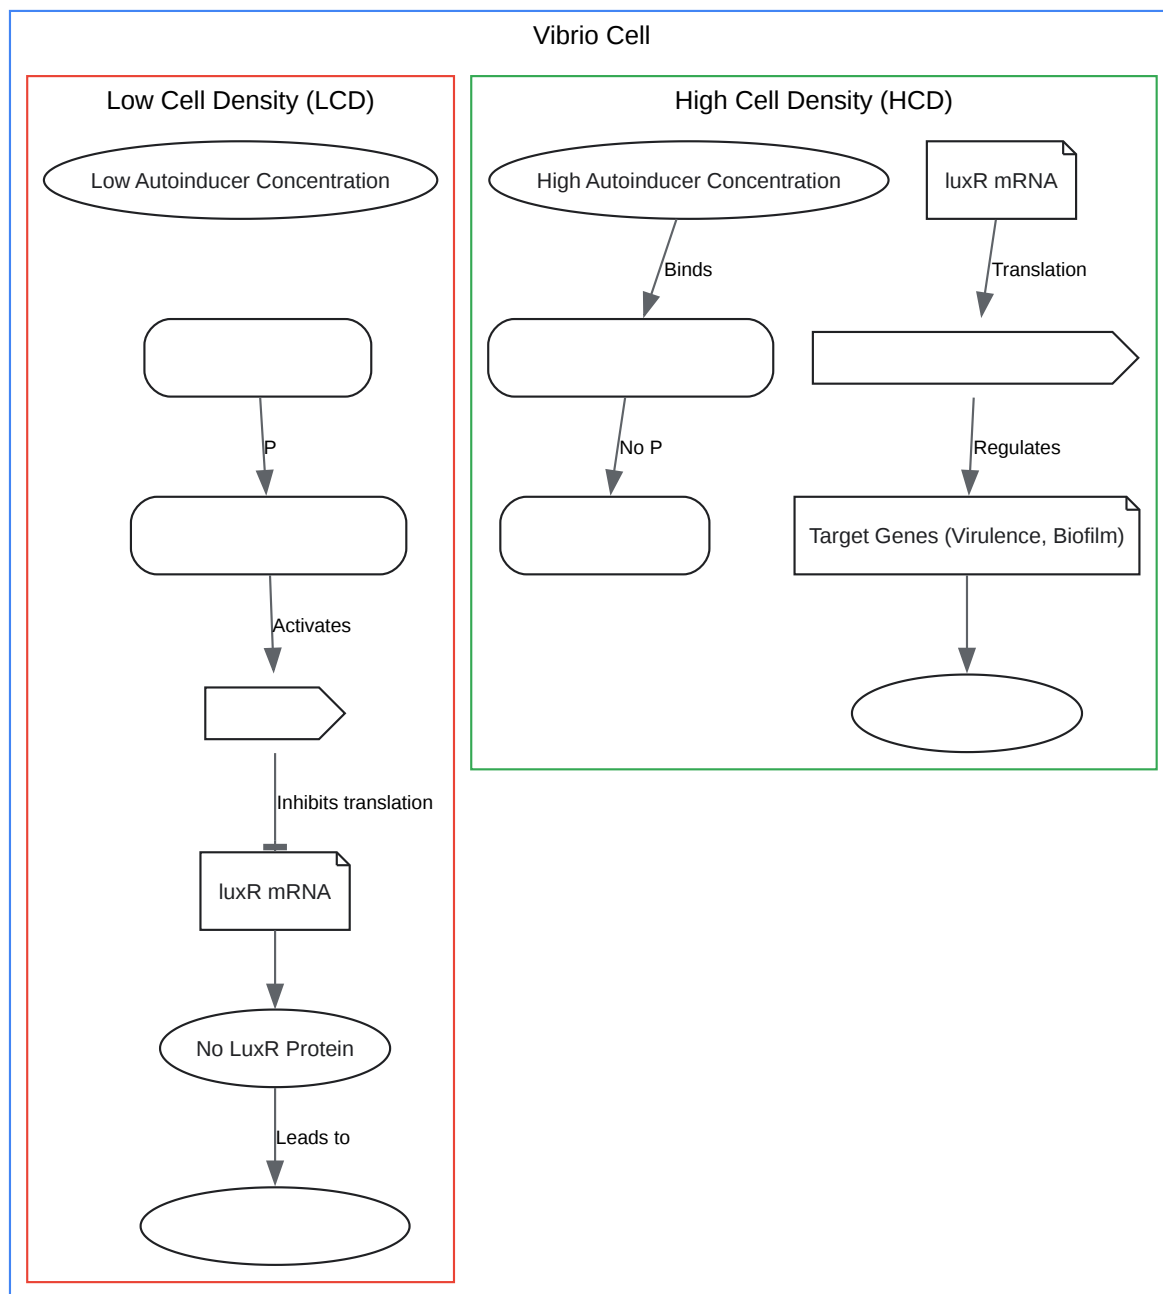 Vibrio Cell
Low Cell Density (LCD)
Low Autoinducer Concentration
P
Activates
Inhibits translation
luxR mRNA
No LuxR Protein
Leads to
High Cell Density (HCD)
High Autoinducer Concentration
luxR mRNA
Binds
Translation
No P
Regulates
Target Genes (Virulence, Biofilm)